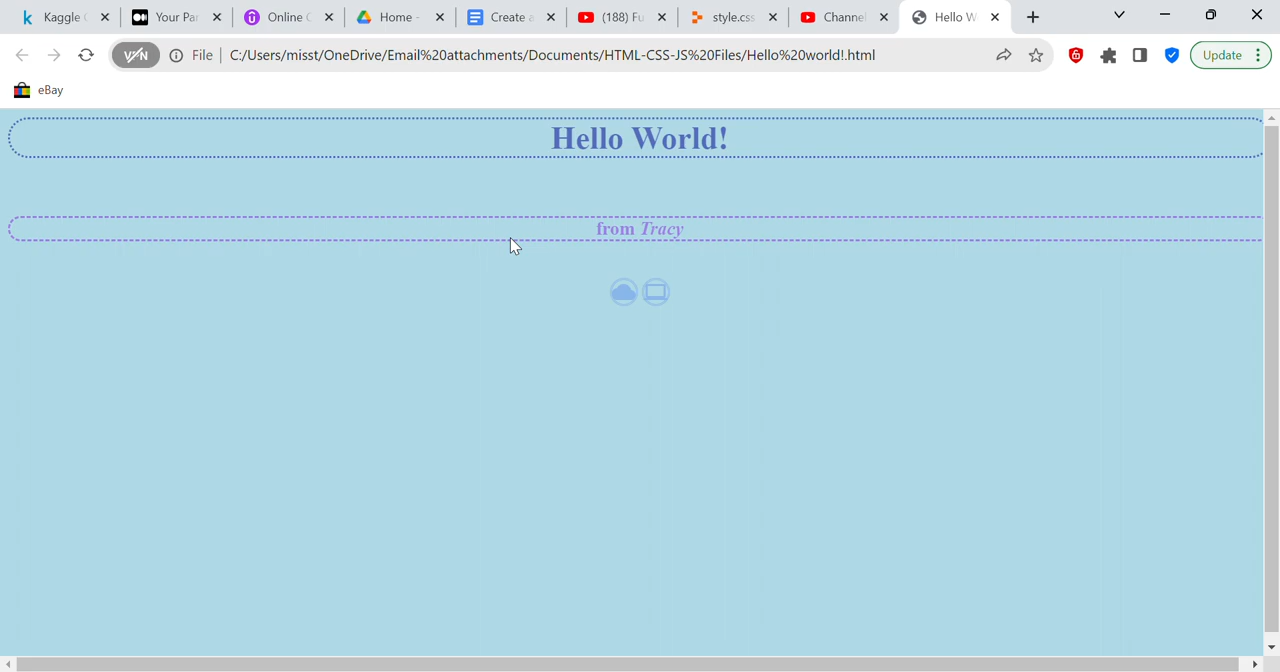 Kaggle
Your Par
Online C
Home -
Create a
(188) Fu
style.css
Channel
Hello W
VPN
File
C:/Users/misst/OneDrive/Email%20attachments/Documents/HTML-CSS-JS%20Files/Hello%20world!.html
Update
eBay
Hello World!
from Tracy